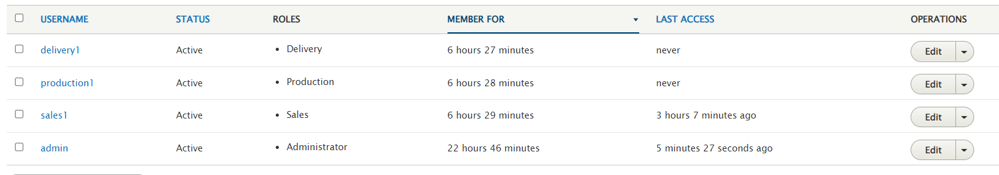 USERNAME STATUS ROLES MEMBER FOR LAST ACCESS OPERATIONS
delivery1 Active • Delivery 6 hours 27 minutes never Edit
production1 Active • Production 6 hours 28 minutes never Edit
sales1 Active • Sales 6 hours 29 minutes 3 hours 7 minutes ago Edit
admin Active • Administrator 22 hours 46 minutes 5 minutes 27 seconds ago Edit